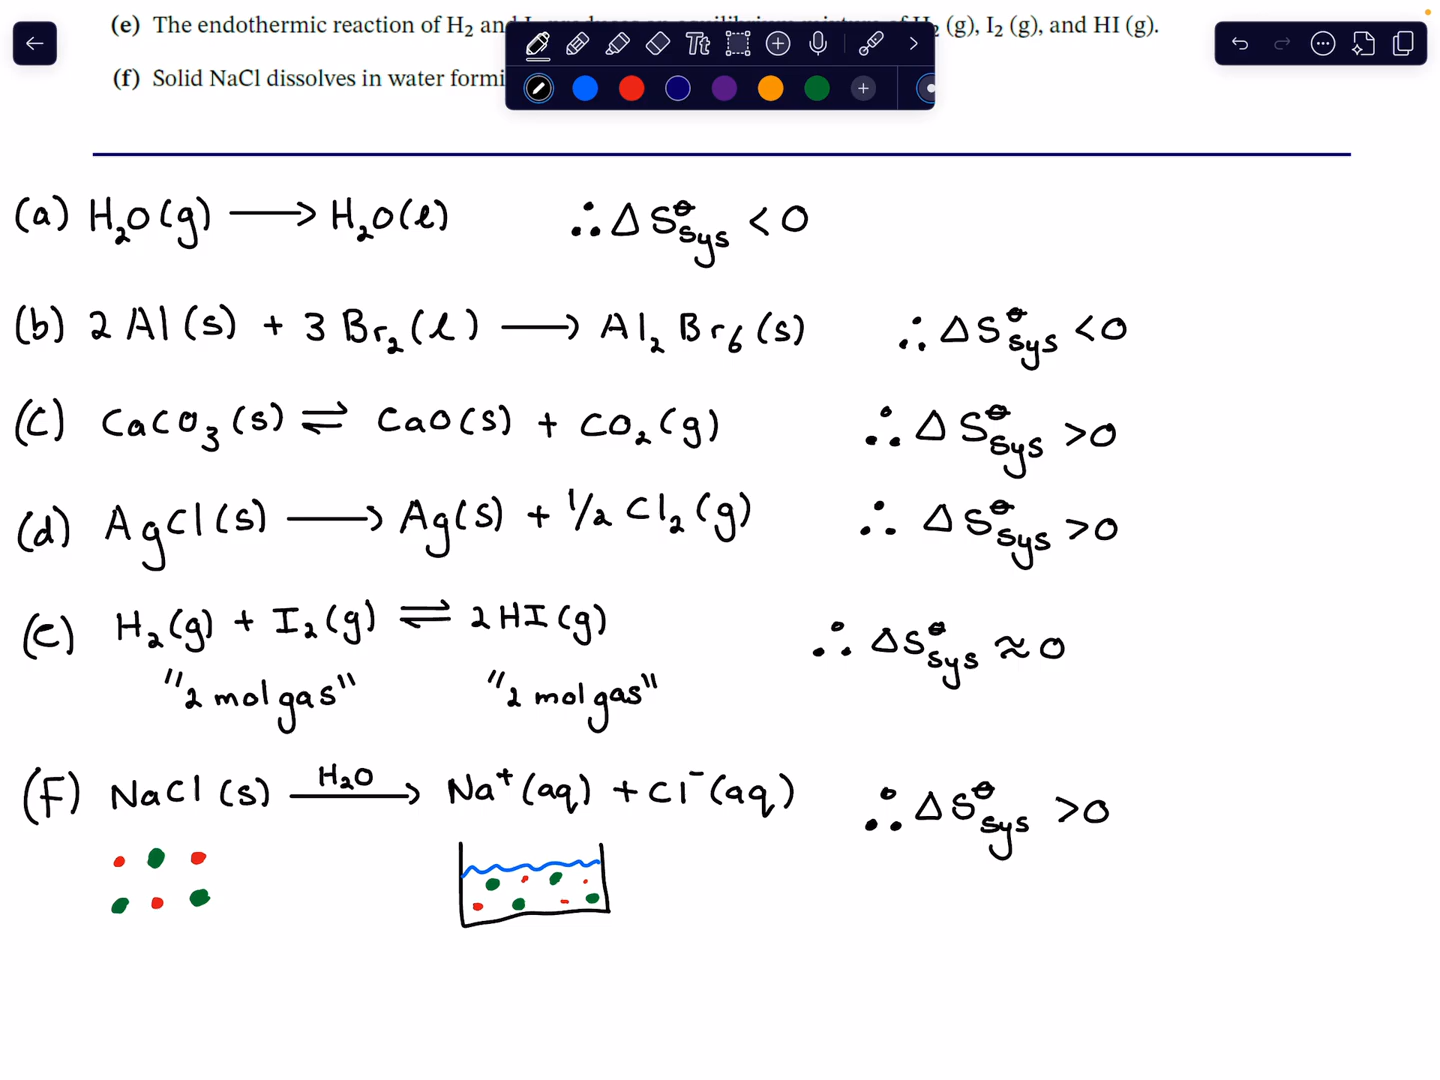 (e) The endothermic reaction of H₂ and (g), I₂ (g), and HI (g).
(f) Solid NaCl dissolves in water formi
Tt
(a) H₂O(g) ⟶ H₂O(l) ∴ ΔS°sys < 0
(b) 2 Al(s) + 3 Br₂(l) ⟶ Al₂Br₆(s) ∴ ΔS°sys < 0
(c) CaCO₃(s) ⇌ CaO(s) + CO₂(g) ∴ ΔS°sys > 0
(d) AgCl(s) ⟶ Ag(s) + 1/2 Cl₂(g) ∴ ΔS°sys > 0
(e) H₂(g) + I₂(g) ⇌ 2HI(g) ∴ ΔS°sys ≈ 0
"2 mol gas" "2 mol gas"
(F) NaCl(s) H₂O⟶ Na⁺(aq) + Cl⁻(aq) ∴ ΔS°sys > 0